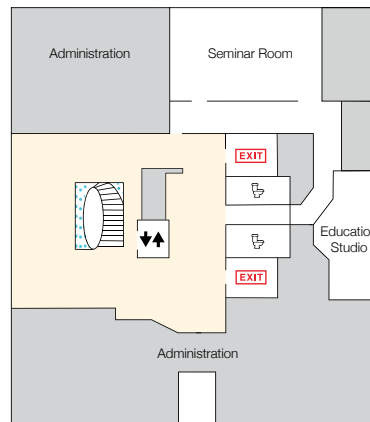 Administration
Seminar Room
EXIT
Educatio
Studio
EXIT
Administration